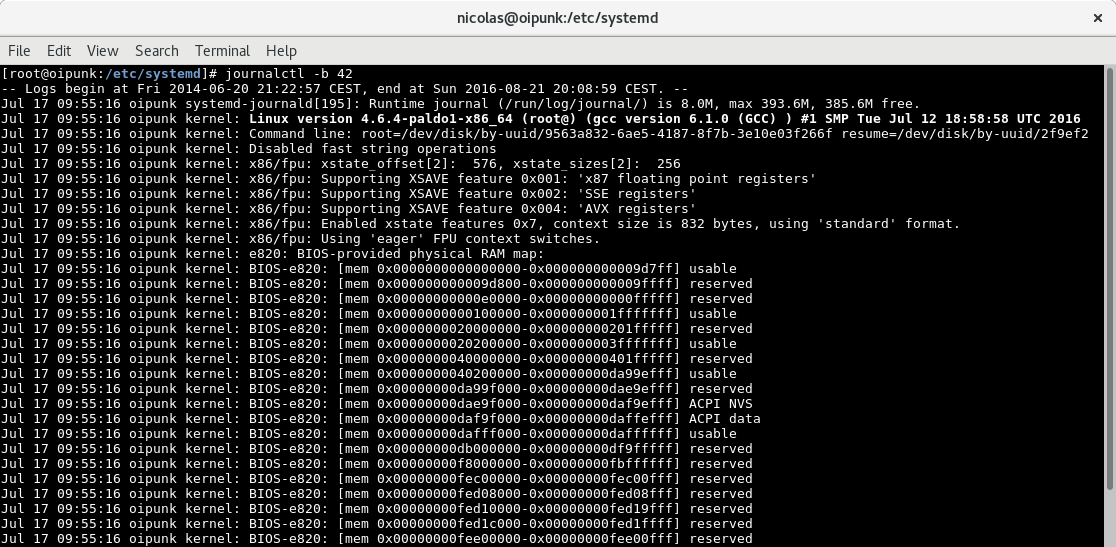 nicolas@oipunk:/etc/systemd
×
File Edit View Search Terminal Help
[root@oipunk:/etc/systemd]# journalctl -b 42
-- Logs begin at Fri 2014-06-20 21:22:57 CEST, end at Sun 2016-08-21 20:08:59 CEST. --
Jul 17 09:55:16 oipunk systemd-journald[195]: Runtime journal (/run/log/journal/) is 8.0M, max 393.6M, 385.6M free.
Jul 17 09:55:16 oipunk kernel: Linux version 4.6.4-paldo1-x86_64 (root@) (gcc version 6.1.0 (GCC) ) #1 SMP Tue Jul 12 18:58:58 UTC 2016
Jul 17 09:55:16 oipunk kernel: Command line: root=/dev/disk/by-uuid/9563a832-6ae5-4187-8f7b-3e10e03f266f resume=/dev/disk/by-uuid/2f9ef2
Jul 17 09:55:16 oipunk kernel: Disabled fast string operations
Jul 17 09:55:16 oipunk kernel: x86/fpu: xstate_offset[2]:  576, xstate_sizes[2]:  256
Jul 17 09:55:16 oipunk kernel: x86/fpu: Supporting XSAVE feature 0x001: 'x87 floating point registers'
Jul 17 09:55:16 oipunk kernel: x86/fpu: Supporting XSAVE feature 0x002: 'SSE registers'
Jul 17 09:55:16 oipunk kernel: x86/fpu: Supporting XSAVE feature 0x004: 'AVX registers'
Jul 17 09:55:16 oipunk kernel: x86/fpu: Enabled xstate features 0x7, context size is 832 bytes, using 'standard' format.
Jul 17 09:55:16 oipunk kernel: x86/fpu: Using 'eager' FPU context switches.
Jul 17 09:55:16 oipunk kernel: e820: BIOS-provided physical RAM map:
Jul 17 09:55:16 oipunk kernel: BIOS-e820: [mem 0x0000000000000000-0x000000000009d7ff] usable
Jul 17 09:55:16 oipunk kernel: BIOS-e820: [mem 0x000000000009d800-0x000000000009ffff] reserved
Jul 17 09:55:16 oipunk kernel: BIOS-e820: [mem 0x00000000000e0000-0x00000000000fffff] reserved
Jul 17 09:55:16 oipunk kernel: BIOS-e820: [mem 0x0000000000100000-0x000000001fffffff] usable
Jul 17 09:55:16 oipunk kernel: BIOS-e820: [mem 0x0000000020000000-0x00000000201fffff] reserved
Jul 17 09:55:16 oipunk kernel: BIOS-e820: [mem 0x0000000020200000-0x000000003fffffff] usable
Jul 17 09:55:16 oipunk kernel: BIOS-e820: [mem 0x0000000040000000-0x00000000401fffff] reserved
Jul 17 09:55:16 oipunk kernel: BIOS-e820: [mem 0x0000000040200000-0x00000000da99efff] usable
Jul 17 09:55:16 oipunk kernel: BIOS-e820: [mem 0x00000000da99f000-0x00000000dae9efff] reserved
Jul 17 09:55:16 oipunk kernel: BIOS-e820: [mem 0x00000000dae9f000-0x00000000daf9efff] ACPI NVS
Jul 17 09:55:16 oipunk kernel: BIOS-e820: [mem 0x00000000daf9f000-0x00000000daffefff] ACPI data
Jul 17 09:55:16 oipunk kernel: BIOS-e820: [mem 0x00000000dafff000-0x00000000daffffff] usable
Jul 17 09:55:16 oipunk kernel: BIOS-e820: [mem 0x00000000db000000-0x00000000df9fffff] reserved
Jul 17 09:55:16 oipunk kernel: BIOS-e820: [mem 0x00000000f8000000-0x00000000fbffffff] reserved
Jul 17 09:55:16 oipunk kernel: BIOS-e820: [mem 0x00000000fec00000-0x00000000fec00fff] reserved
Jul 17 09:55:16 oipunk kernel: BIOS-e820: [mem 0x00000000fed08000-0x00000000fed08fff] reserved
Jul 17 09:55:16 oipunk kernel: BIOS-e820: [mem 0x00000000fed10000-0x00000000fed19fff] reserved
Jul 17 09:55:16 oipunk kernel: BIOS-e820: [mem 0x00000000fed1c000-0x00000000fed1ffff] reserved
Jul 17 09:55:16 oipunk kernel: BIOS-e820: [mem 0x00000000fee00000-0x00000000fee00fff] reserved